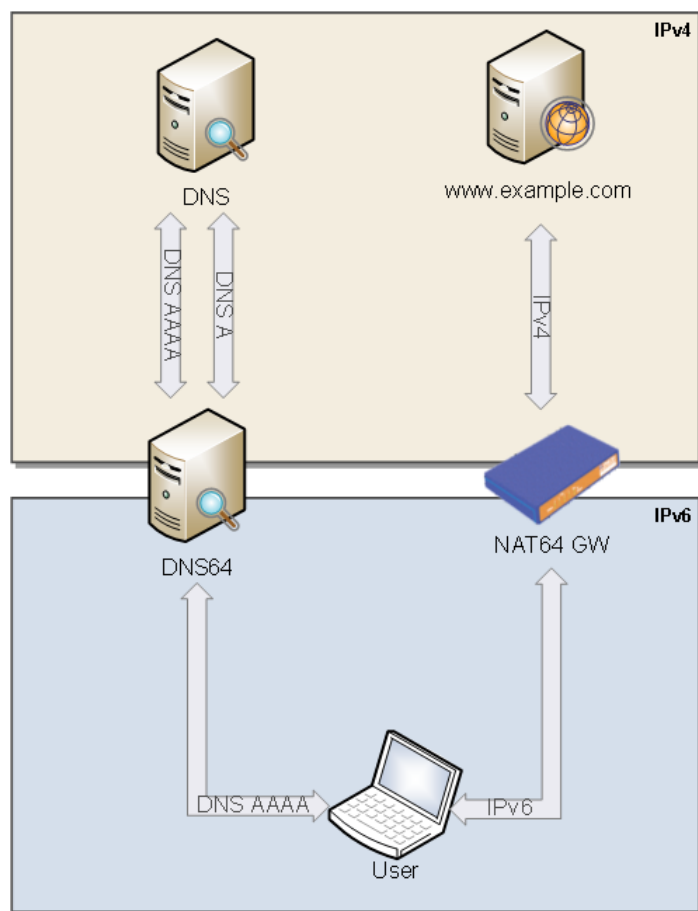 IPv4
DNS
www.example.com
DNS AAAA
DNS A
IPv4
IPv6
DNS64
NAT64 GW
DNS AAAA
IPv6
User